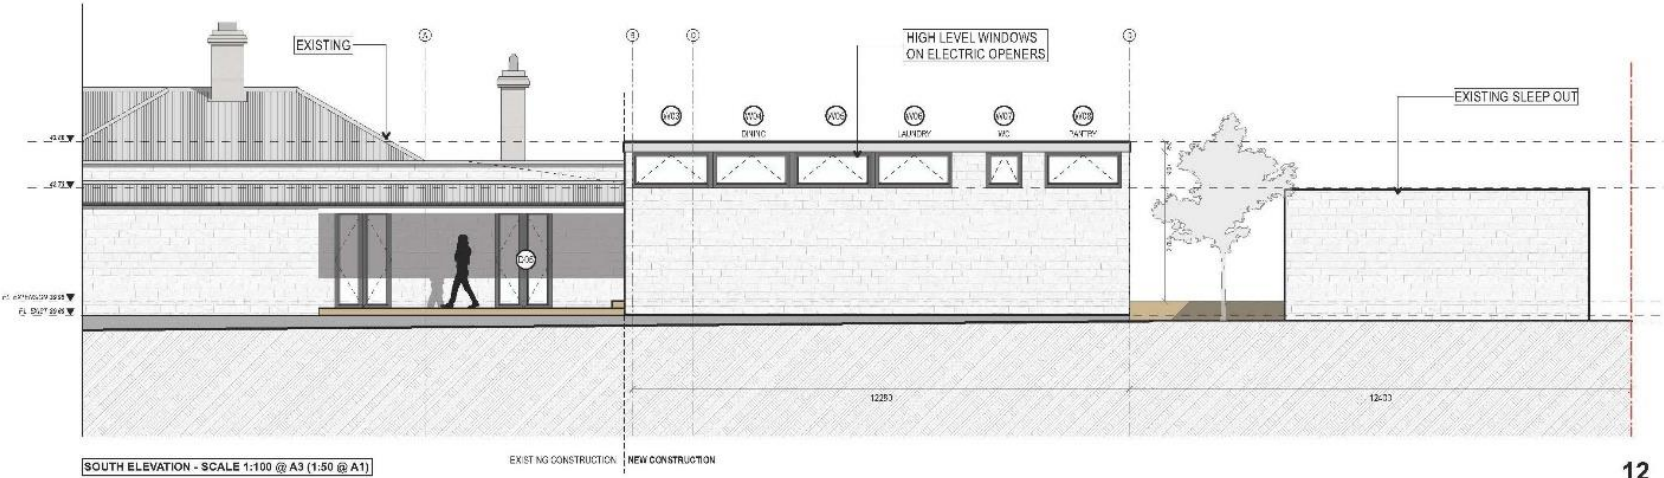 EXISTING
A
B
C
D
HIGH LEVEL WINDOWS
ON ELECTRIC OPENERS
EXISTING SLEEP OUT
W03
W04
W05
W06
W07
W08
DINING
LAUNDRY
WC
PANTRY
D05
12400
EXISTING CONSTRUCTION
NEW CONSTRUCTION
SOUTH ELEVATION - SCALE 1:100 @ A3 (1:50 @ A1)
12